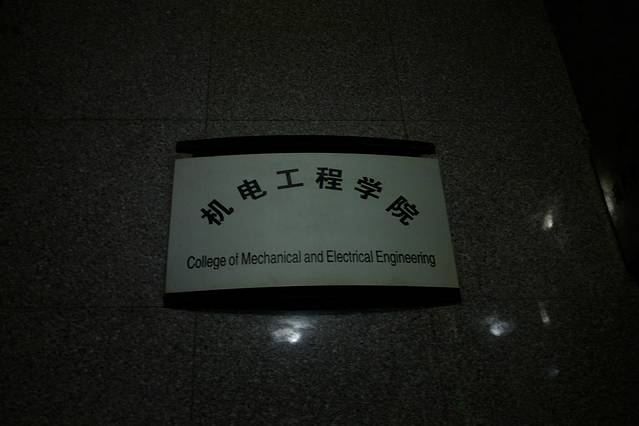 机电工程学院
College of Mechanical and Electrical Engineering